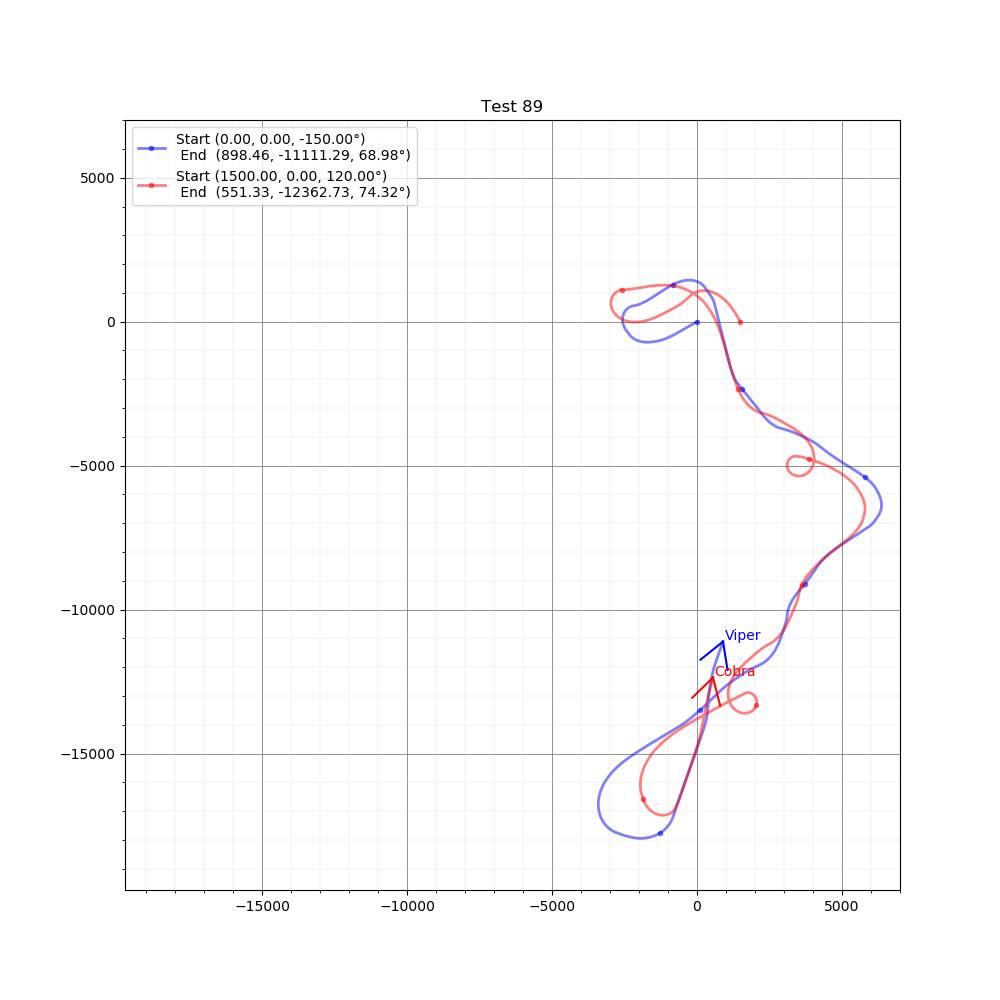 Test 89
Start (0.00, 0.00, -150.00°)
End (898.46, -11111.29, 68.98°)
Start (1500.00, 0.00, 120.00°)
End (551.33, -12362.73, 74.32°)
5000
0
−5000
−10000
−15000
Viper
Cobra
−15000
−10000
−5000
0
5000